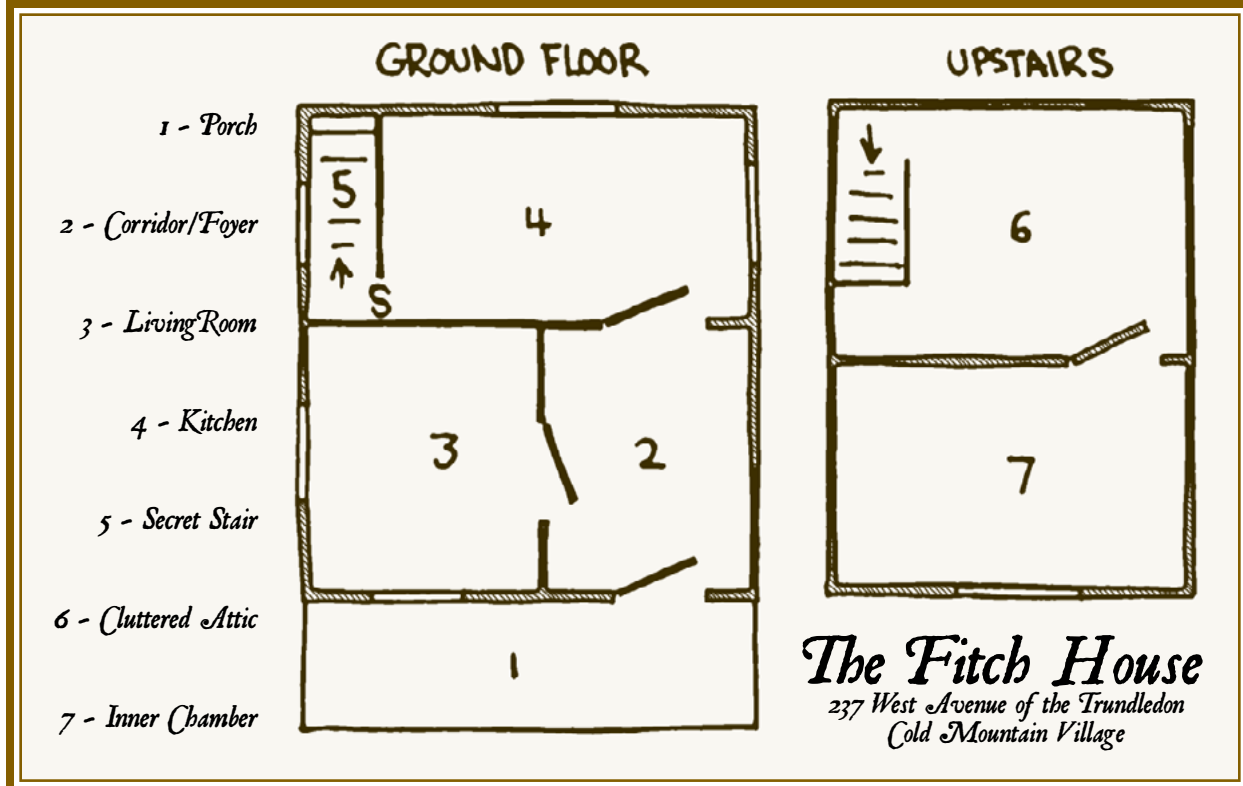 GROUND FLOOR
UPSTAIRS
1 - Porch
2 - Corridor/Foyer
3 - LivingRoom
4 - Kitchen
5 - Secret Stair
6 - Cluttered Attic
7 - Inner Chamber
5
4
S
3
2
1
6
7
The Fitch House
237 West Avenue of the Trundledon
Cold Mountain Village